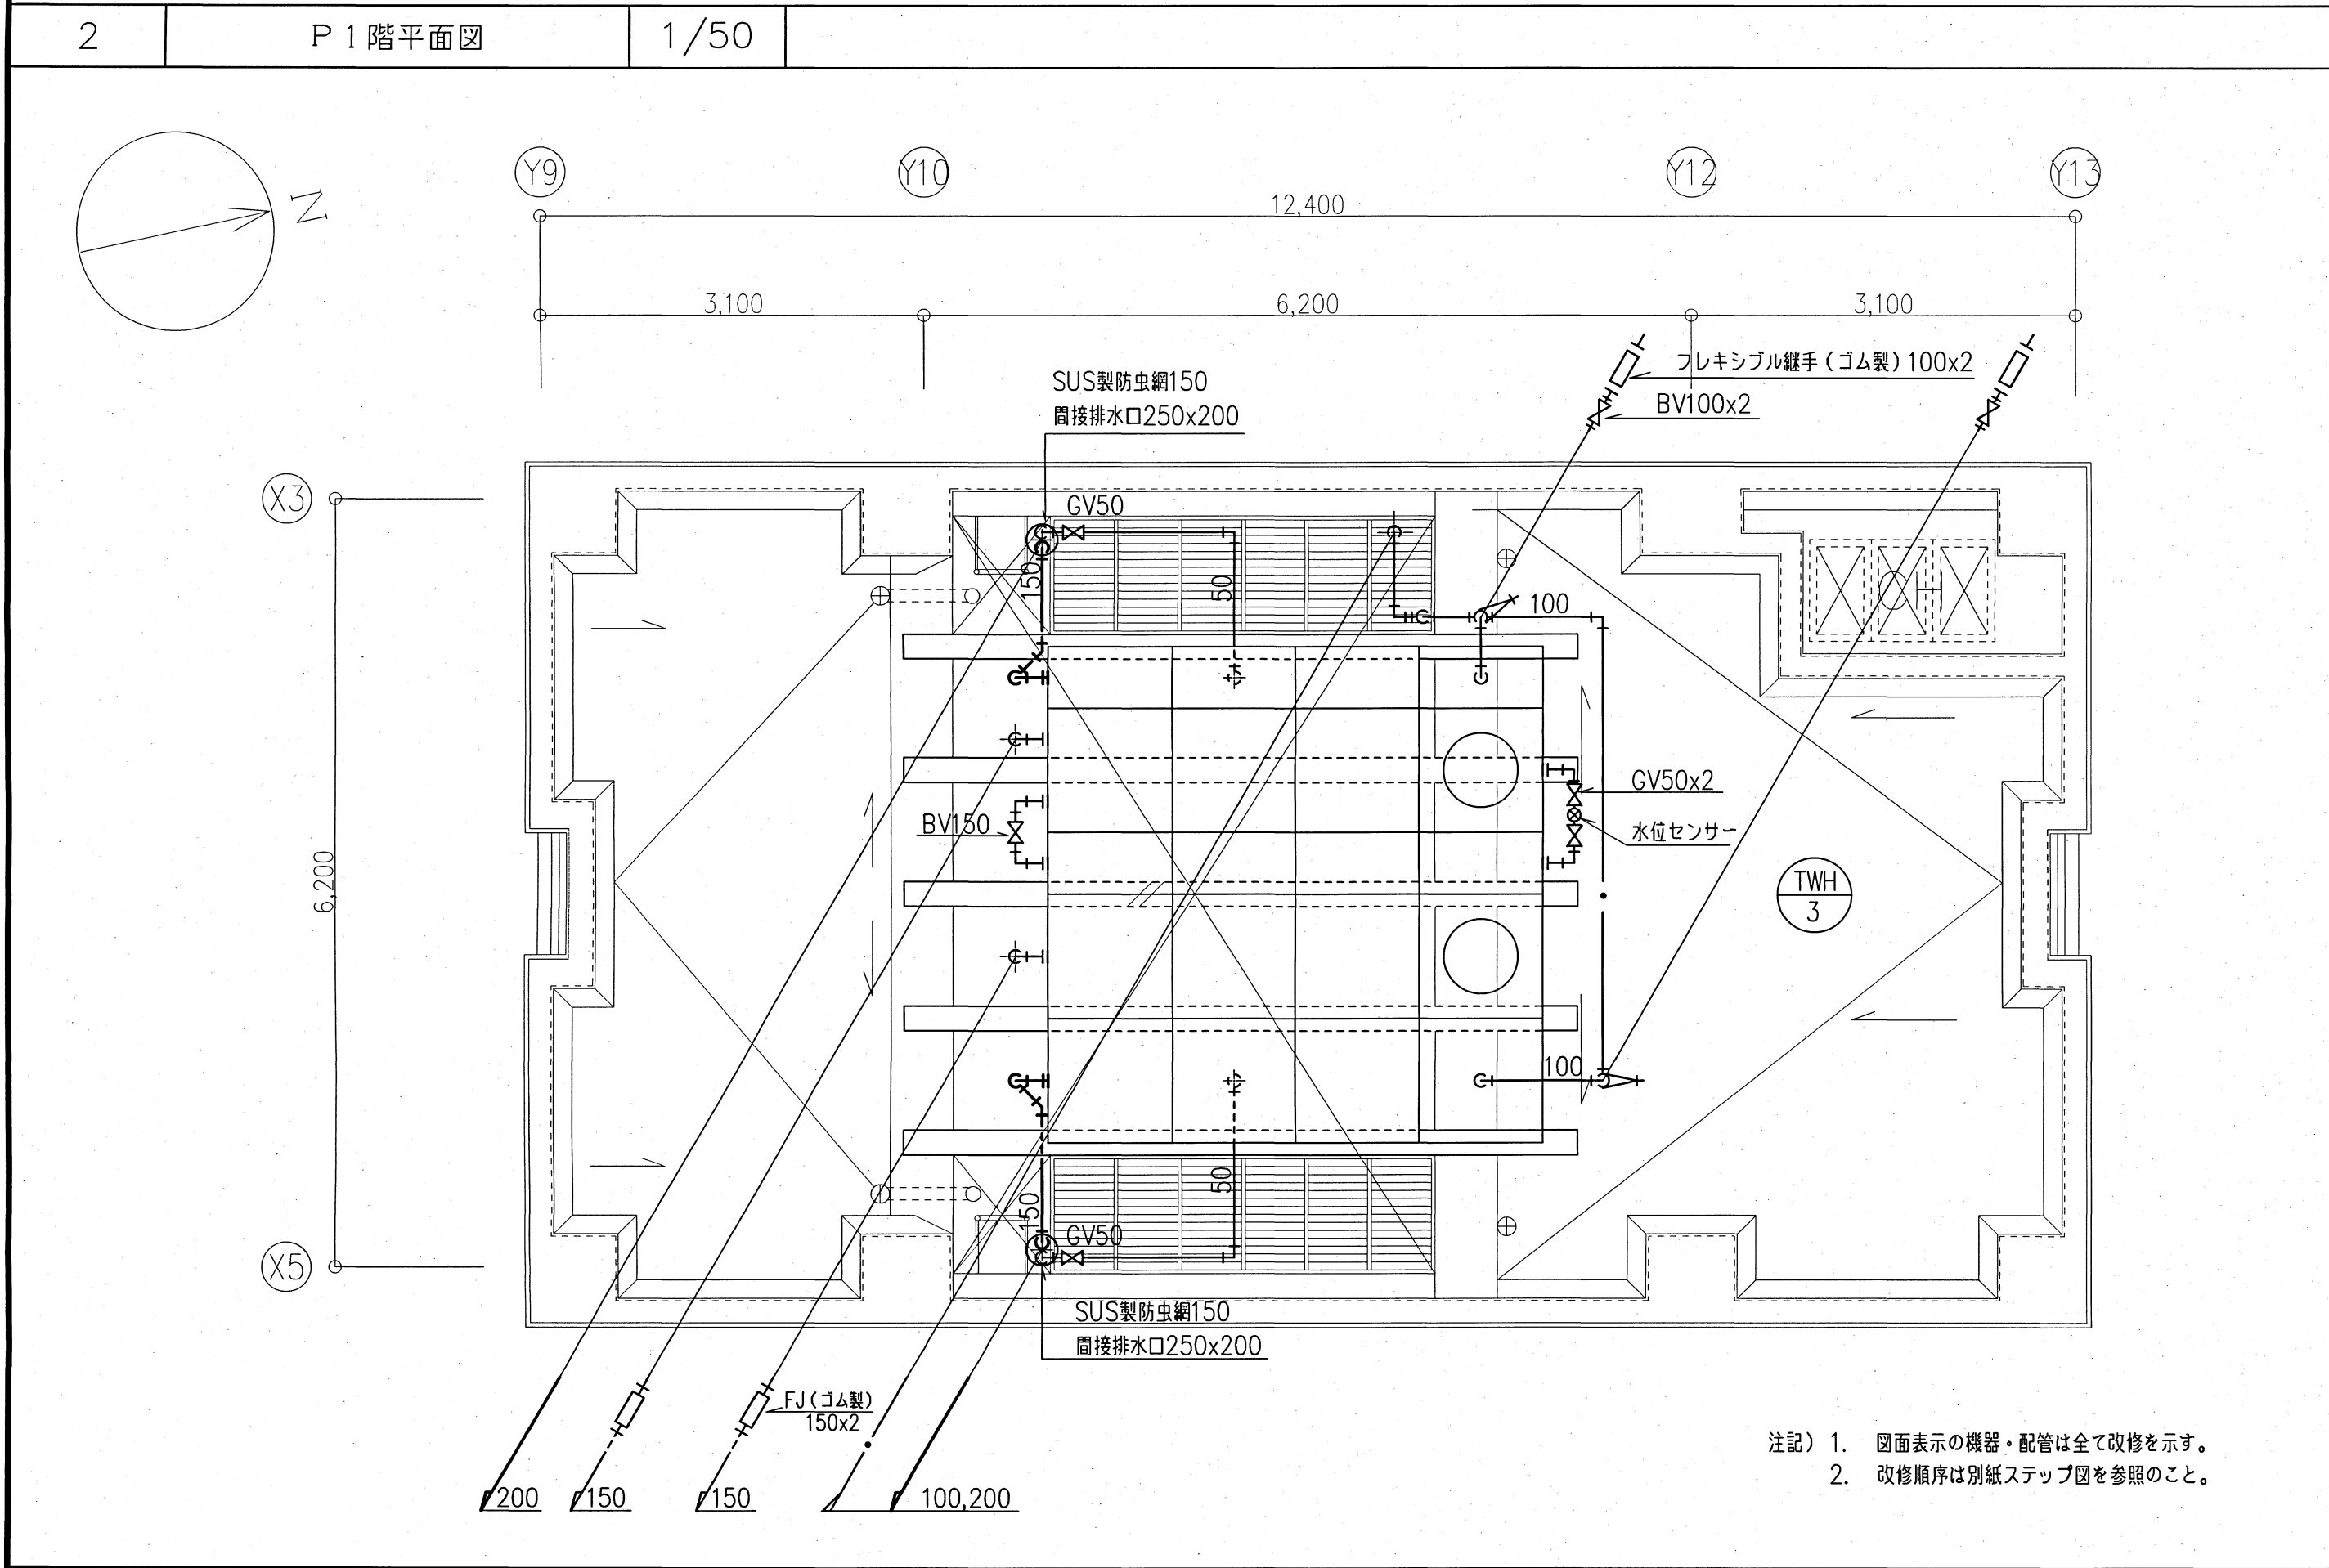 2 P1階平面図 1/50
N
Y9 Y10 Y12 Y13
12,400
3,100 6,200 3,100
フレキシブル継手(ゴム製)100x2
BV100x2
SUS製防虫網150
間接排水口250x200
X3
GV50
150
50
100
OH
GV50x2
BV150
水位センサー
6,200
TWH
3
100
50
150
GV50
X5
SUS製防虫網150
間接排水口250x200
FJ(ゴム製)
150x2
200 150 150 100,200
注記) 1. 図面表示の機器・配管は全て改修を示す。
2. 改修順序は別紙ステップ図を参照のこと。